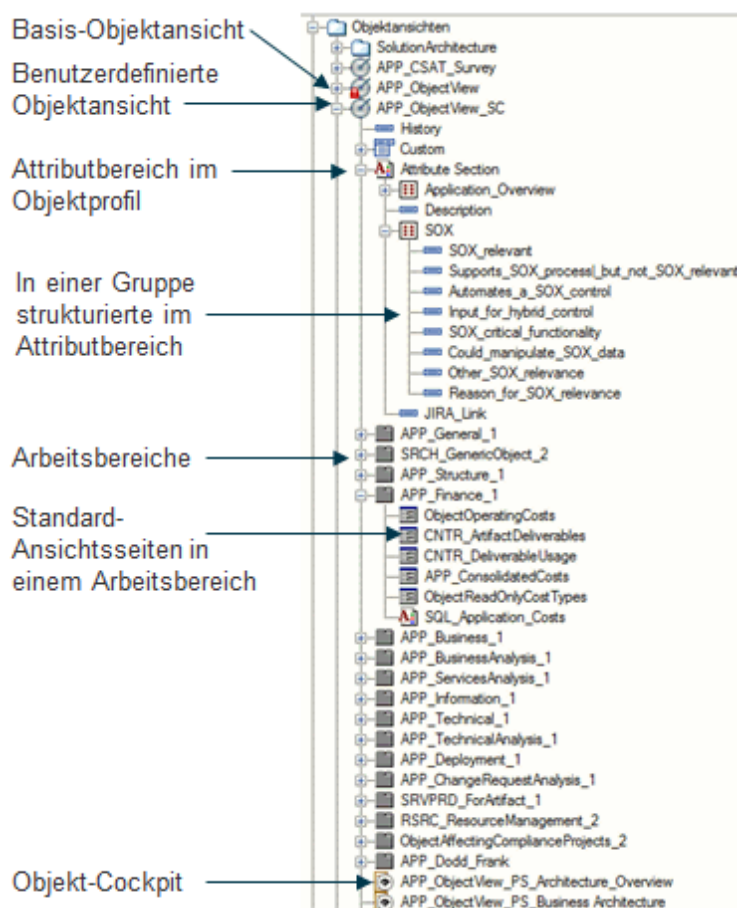 Basis-Objektansicht
Benutzerdefinierte
Objektansicht
Attributbereich im
Objektprofil
In einer Gruppe
strukturierte im
Attributbereich
Arbeitsbereiche
Standard-
Ansichtsseiten in
einem Arbeitsbereich
Objekt-Cockpit
Objektansichten
SolutionArchitecture
APP_CSAT_Survey
APP_ObjectView
APP_ObjectView_SC
History
Custom
Attribute Section
Application_Overview
Description
SOX
SOX_relevant
Supports_SOX_process|_but_not_SOX_relevant
Automates_a_SOX_control
Input_for_hybrid_control
SOX_critical_functionality
Could_manipulate_SOX_data
Other_SOX_relevance
Reason_for_SOX_relevance
JIRA_Link
APP_General_1
SRCH_GenericObject_2
APP_Structure_1
APP_Finance_1
ObjectOperatingCosts
CNTR_ArtifactDeliverables
CNTR_DeliverableUsage
APP_ConsolidatedCosts
ObjectReadOnlyCostTypes
SQL_Application_Costs
APP_Business_1
APP_BusinessAnalysis_1
APP_ServicesAnalysis_1
APP_Information_1
APP_Technical_1
APP_TechnicalAnalysis_1
APP_Deployment_1
APP_ChangeRequestAnalysis_1
SRVPRD_ForArtifact_1
RSRC_ResourceManagement_2
ObjectAffectingComplianceProjects_2
APP_Dodd_Frank
APP_ObjectView_PS_Architecture_Overview
APP_ObjectView_PS_Business Architecture